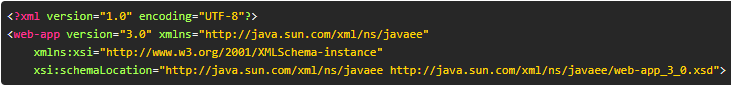 <?xml version="1.0" encoding="UTF-8"?>
<web-app version="3.0" xmlns="http://java.sun.com/xml/ns/javaee"
xmlns:xsi="http://www.w3.org/2001/XMLSchema-instance"
xsi:schemaLocation="http://java.sun.com/xml/ns/javaee http://java.sun.com/xml/ns/javaee/web-app_3_0.xsd">